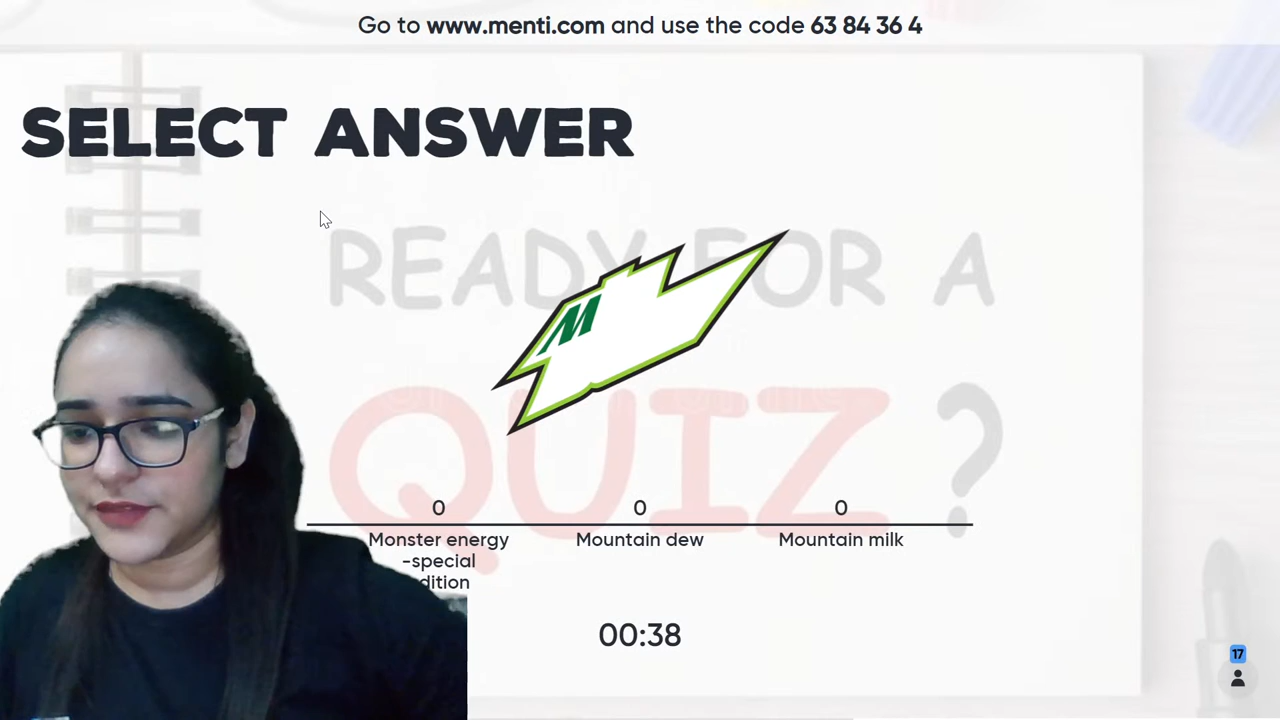 Go to www.menti.com and use the code 63 84 36 4
SELECT ANSWER
READY FOR A
M
QUIZ ?
0
0
0
Monster energy
-special
dition
Mountain dew
Mountain milk
00:38
17